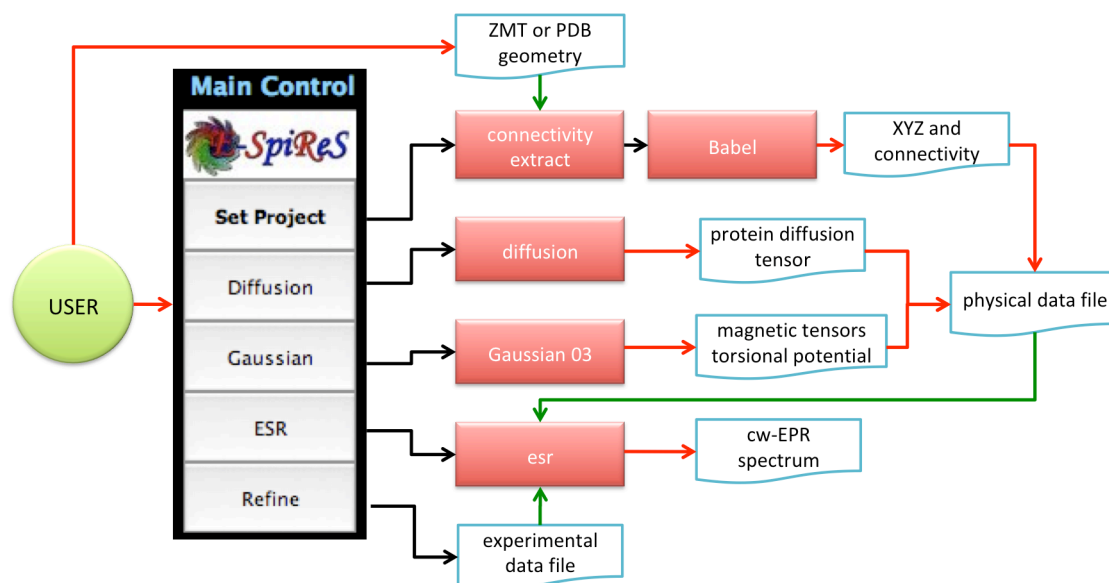 ZMT or PDB
geometry
Main Control
E-SpiReS
connectivity
extract
Babel
XYZ and
connectivity
Set Project
diffusion
protein diffusion
tensor
Diffusion
USER
physical data file
Gaussian
Gaussian 03
magnetic tensors
torsional potential
ESR
esr
cw-EPR
spectrum
Refine
experimental
data file